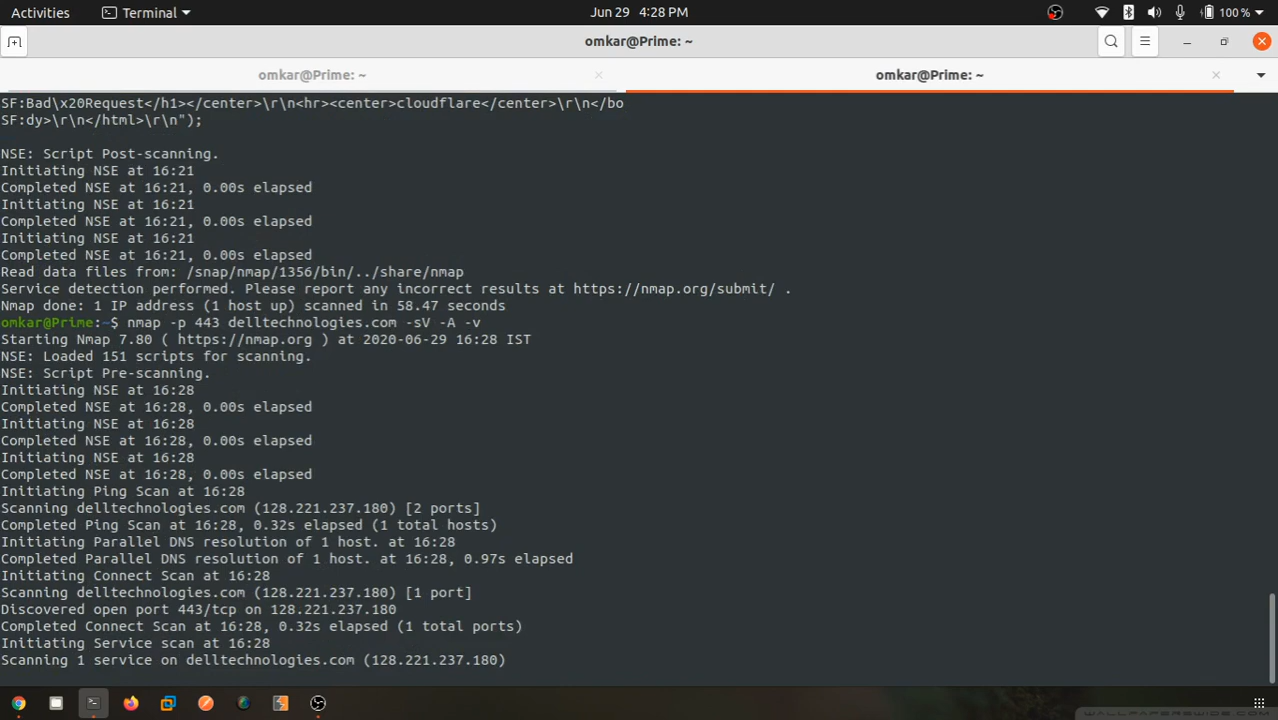 Activities
Terminal
Jun 29 4:28 PM
100 %
omkar@Prime: ~
omkar@Prime: ~
omkar@Prime: ~
SF:Bad\x20Request</h1></center>\r\n<hr><center>cloudflare</center>\r\n</bo
SF:dy>\r\n</html>\r\n");
NSE: Script Post-scanning.
Initiating NSE at 16:21
Completed NSE at 16:21, 0.00s elapsed
Initiating NSE at 16:21
Completed NSE at 16:21, 0.00s elapsed
Initiating NSE at 16:21
Completed NSE at 16:21, 0.00s elapsed
Read data files from: /snap/nmap/1356/bin/../share/nmap
Service detection performed. Please report any incorrect results at https://nmap.org/submit/ .
Nmap done: 1 IP address (1 host up) scanned in 58.47 seconds
omkar@Prime:~$ nmap -p 443 delltechnologies.com -sV -A -v
Starting Nmap 7.80 ( https://nmap.org ) at 2020-06-29 16:28 IST
NSE: Loaded 151 scripts for scanning.
NSE: Script Pre-scanning.
Initiating NSE at 16:28
Completed NSE at 16:28, 0.00s elapsed
Initiating NSE at 16:28
Completed NSE at 16:28, 0.00s elapsed
Initiating NSE at 16:28
Completed NSE at 16:28, 0.00s elapsed
Initiating Ping Scan at 16:28
Scanning delltechnologies.com (128.221.237.180) [2 ports]
Completed Ping Scan at 16:28, 0.32s elapsed (1 total hosts)
Initiating Parallel DNS resolution of 1 host. at 16:28
Completed Parallel DNS resolution of 1 host. at 16:28, 0.97s elapsed
Initiating Connect Scan at 16:28
Scanning delltechnologies.com (128.221.237.180) [1 port]
Discovered open port 443/tcp on 128.221.237.180
Completed Connect Scan at 16:28, 0.32s elapsed (1 total ports)
Initiating Service scan at 16:28
Scanning 1 service on delltechnologies.com (128.221.237.180)